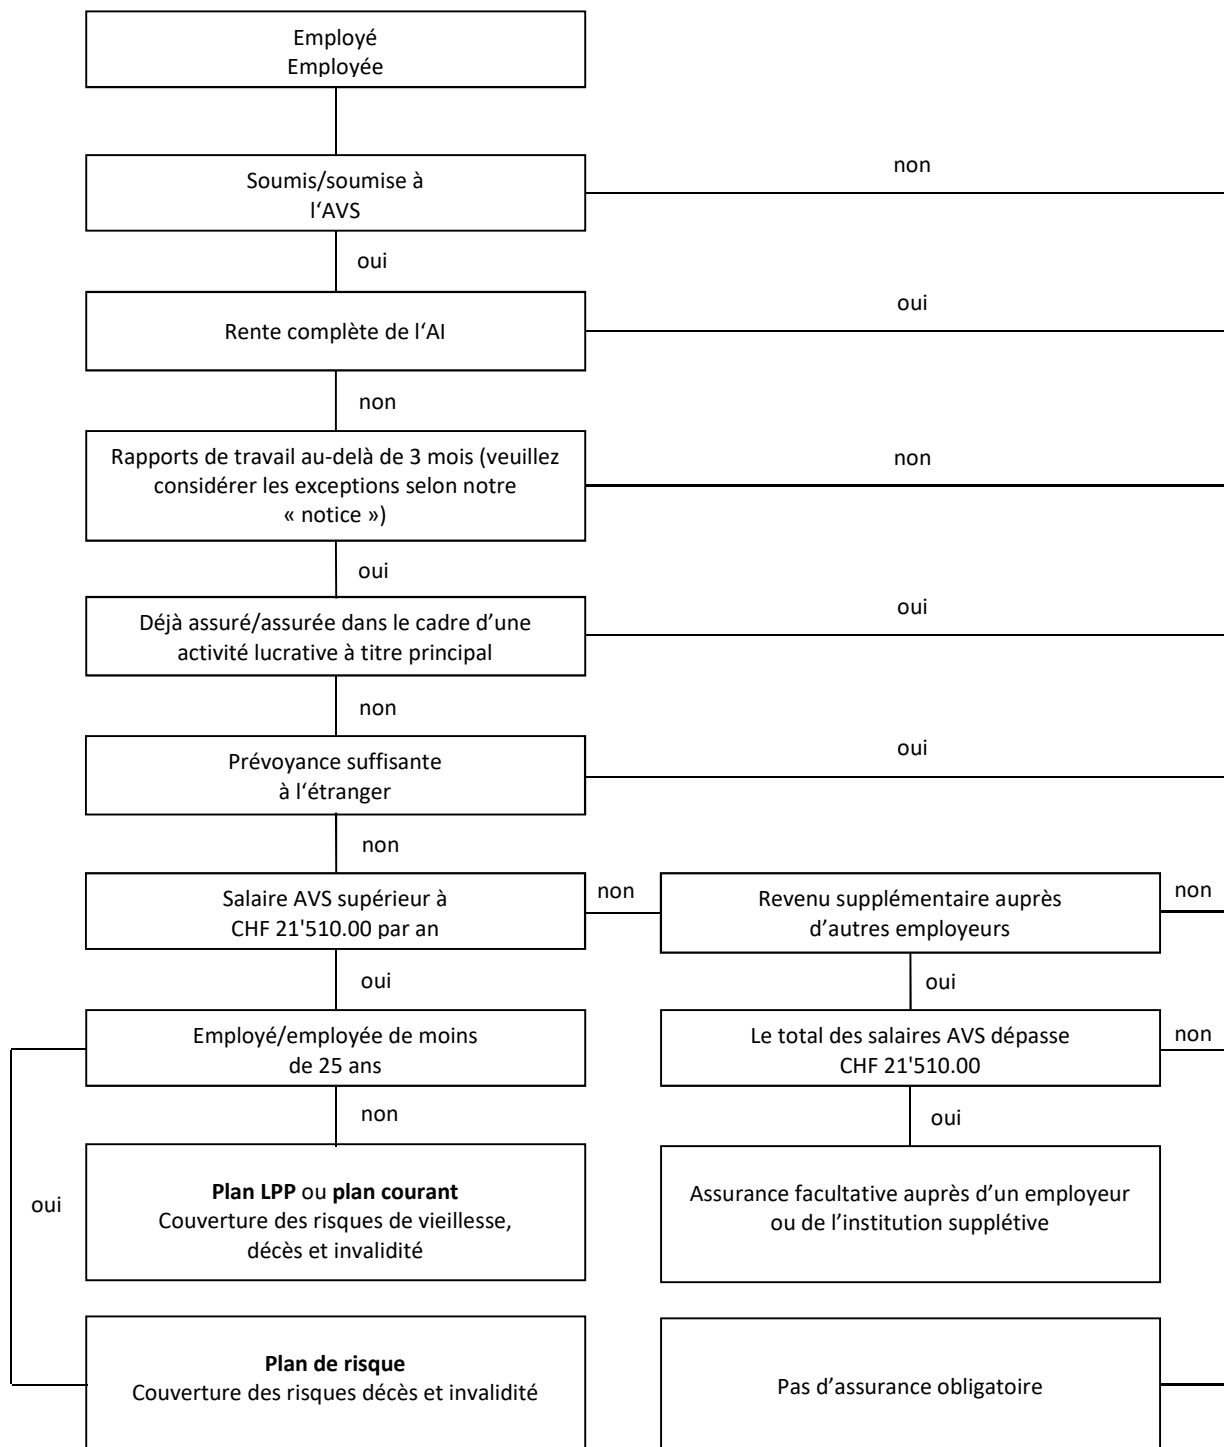 Employé
Employée
Soumis/soumise à
l‘AVS
non
oui
Rente complète de l‘AI
oui
non
Rapports de travail au-delà de 3 mois (veuillez
considérer les exceptions selon notre
« notice »)
non
oui
Déjà assuré/assurée dans le cadre d’une
activité lucrative à titre principal
oui
non
Prévoyance suffisante
à l‘étranger
oui
non
Salaire AVS supérieur à
CHF 21'510.00 par an
non
Revenu supplémentaire auprès
d’autres employeurs
non
oui
oui
Employé/employée de moins
de 25 ans
Le total des salaires AVS dépasse
CHF 21'510.00
non
non
oui
oui
Plan LPP ou plan courant
Couverture des risques de vieillesse,
décès et invalidité
Assurance facultative auprès d’un employeur
ou de l’institution supplétive
Plan de risque
Couverture des risques décès et invalidité
Pas d’assurance obligatoire